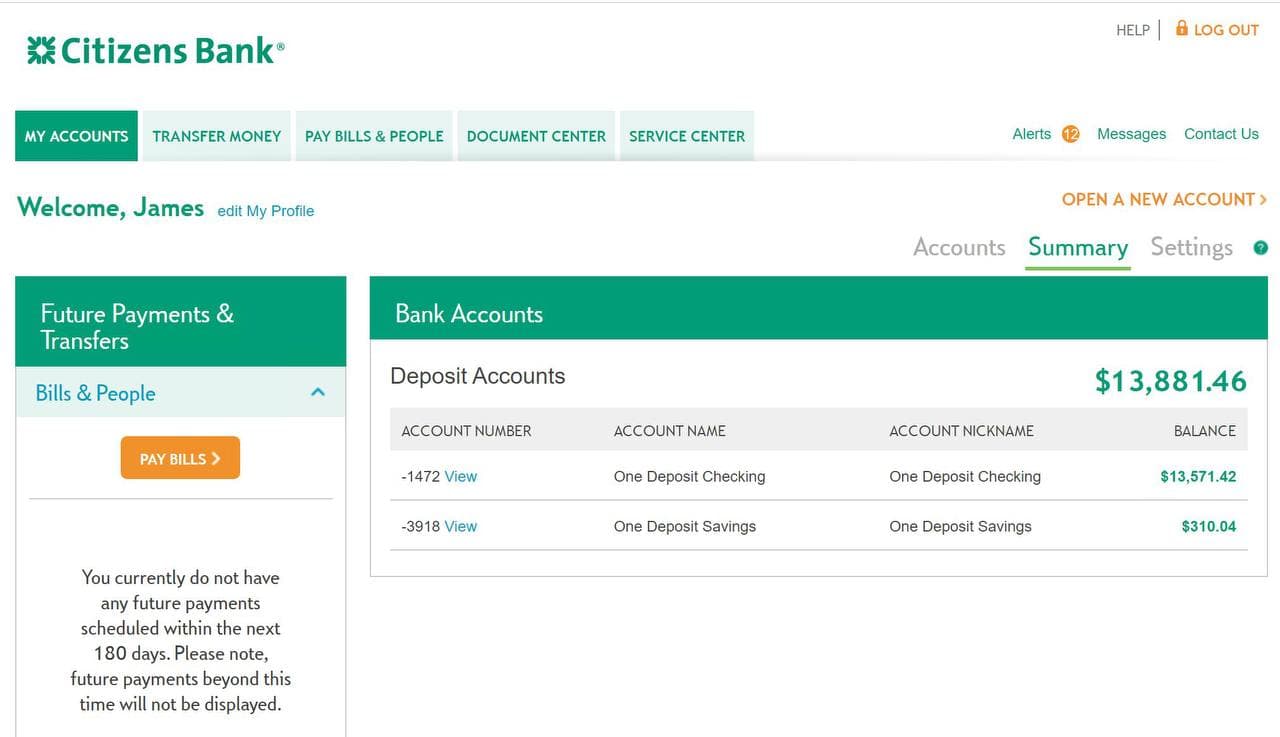 HELP | LOG OUT
Citizens Bank®
MY ACCOUNTS TRANSFER MONEY PAY BILLS & PEOPLE DOCUMENT CENTER SERVICE CENTER
Alerts 12 Messages Contact Us
Welcome, James edit My Profile
OPEN A NEW ACCOUNT >
Accounts Summary Settings ?
Future Payments &
Transfers
Bills & People
PAY BILLS >
You currently do not have
any future payments
scheduled within the next
180 days. Please note,
future payments beyond this
time will not be displayed.
Bank Accounts
Deposit Accounts $13,881.46
ACCOUNT NUMBER ACCOUNT NAME ACCOUNT NICKNAME BALANCE
-1472 View One Deposit Checking One Deposit Checking $13,571.42
-3918 View One Deposit Savings One Deposit Savings $310.04